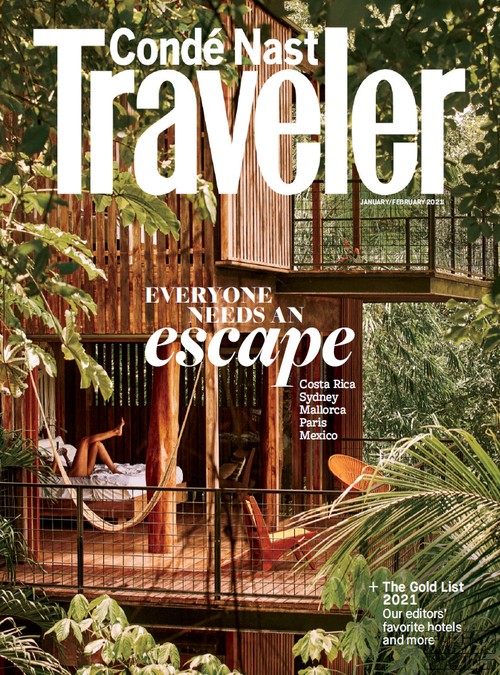 Condé Nast
Traveler
JANUARY/FEBRUARY 2021
EVERYONE
NEEDS AN
escape
Costa Rica
Sydney
Mallorca
Paris
Mexico
+ The Gold List
2021
Our editors'
favorite hotels
and more